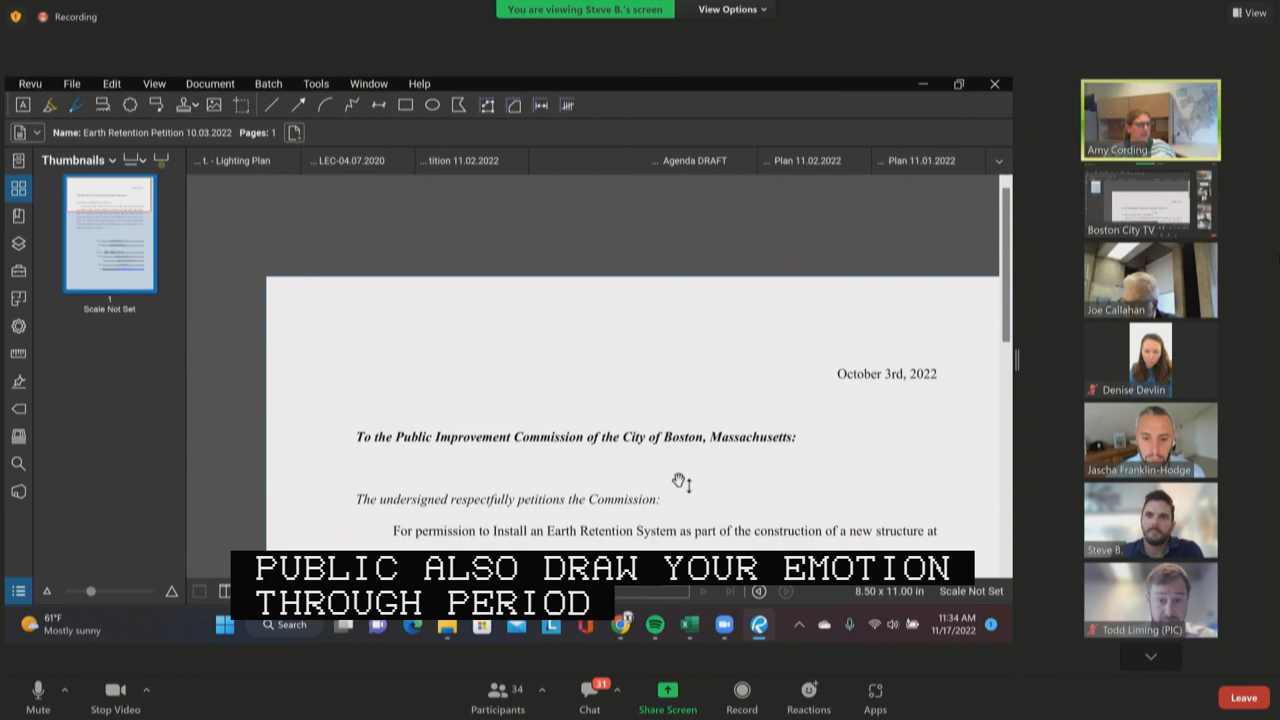 Recording
You are viewing Steve B.'s screen
View Options
View
Revu File Edit View Document Batch Tools Window Help
Name: Earth Retention Petition 10.03.2022 Pages: 1
Thumbnails
... t. - Lighting Plan
... LEC-04.07.2020
... tition 11.02.2022
... Agenda DRAFT
... Plan 11.02.2022
... Plan 11.01.2022
1
Scale Not Set
October 3rd, 2022
To the Public Improvement Commission of the City of Boston, Massachusetts:
The undersigned respectfully petitions the Commission:
For permission to Install an Earth Retention System as part of the construction of a new structure at
PUBLIC ALSO DRAW YOUR EMOTION
THROUGH PERIOD
8.50 x 11.00 in
Scale Not Set
61°F
Mostly sunny
Search
11:34 AM
11/17/2022
1
Amy Cording
Boston City TV
Joe Callahan
Denise Devlin
Jascha Franklin-Hodge
Steve B.
Todd Liming (PIC)
Mute
Stop Video
34
Participants
31
Chat
Share Screen
Record
Reactions
Apps
Leave